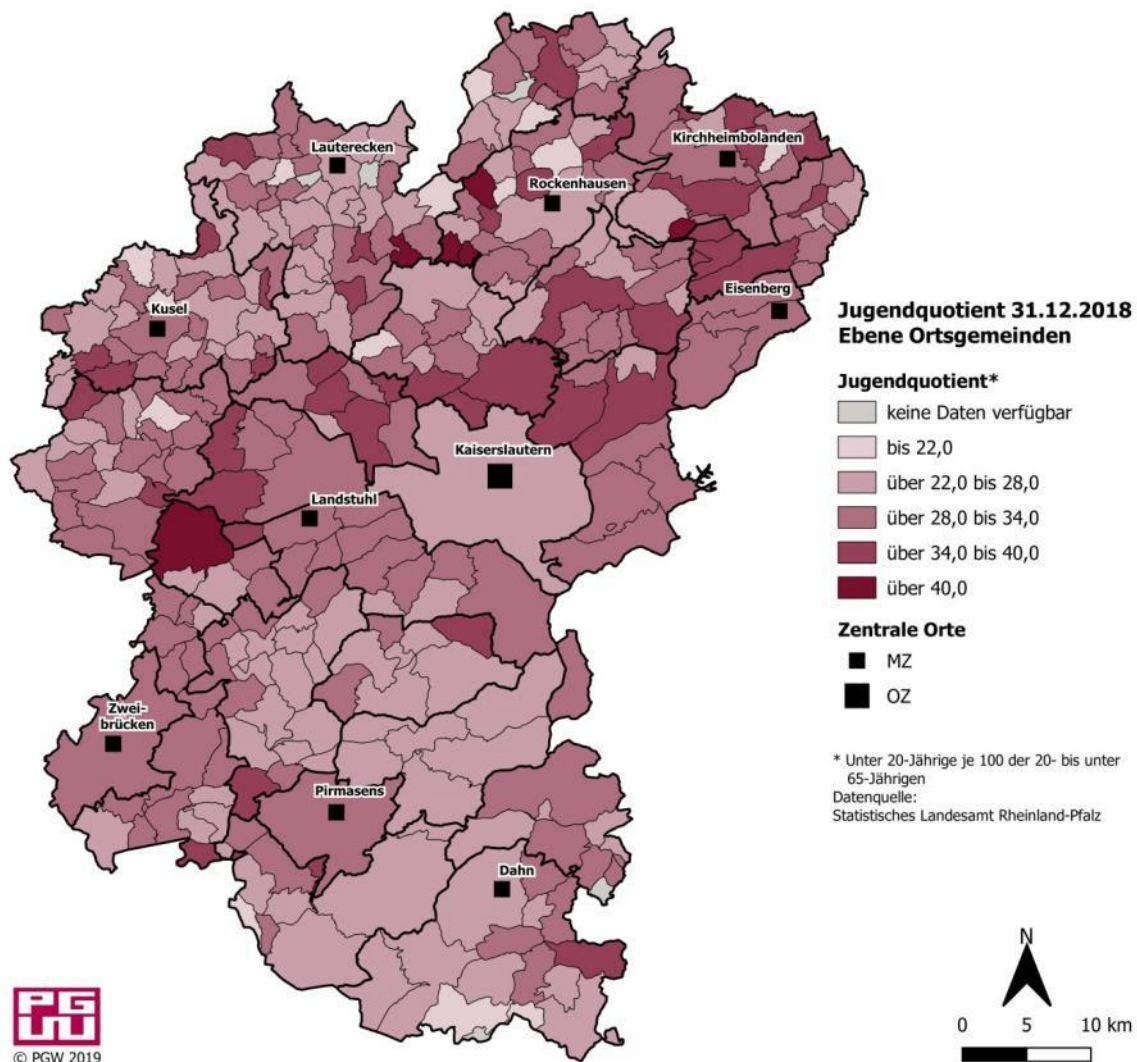 Kirchheimbolanden
Lauterecken
Rockenhausen
Eisenberg
Kusel
Kaiserslautern
Landstuhl
Zwei-
brücken
Pirmasens
Dahn
Jugendquotient 31.12.2018
Ebene Ortsgemeinden
Jugendquotient*
keine Daten verfügbar
bis 22,0
über 22,0 bis 28,0
über 28,0 bis 34,0
über 34,0 bis 40,0
über 40,0
Zentrale Orte
MZ
OZ
* Unter 20-Jährige je 100 der 20- bis unter
65-Jährigen
Datenquelle:
Statistisches Landesamt Rheinland-Pfalz
N
0 5 10 km
PGW
© PGW 2019